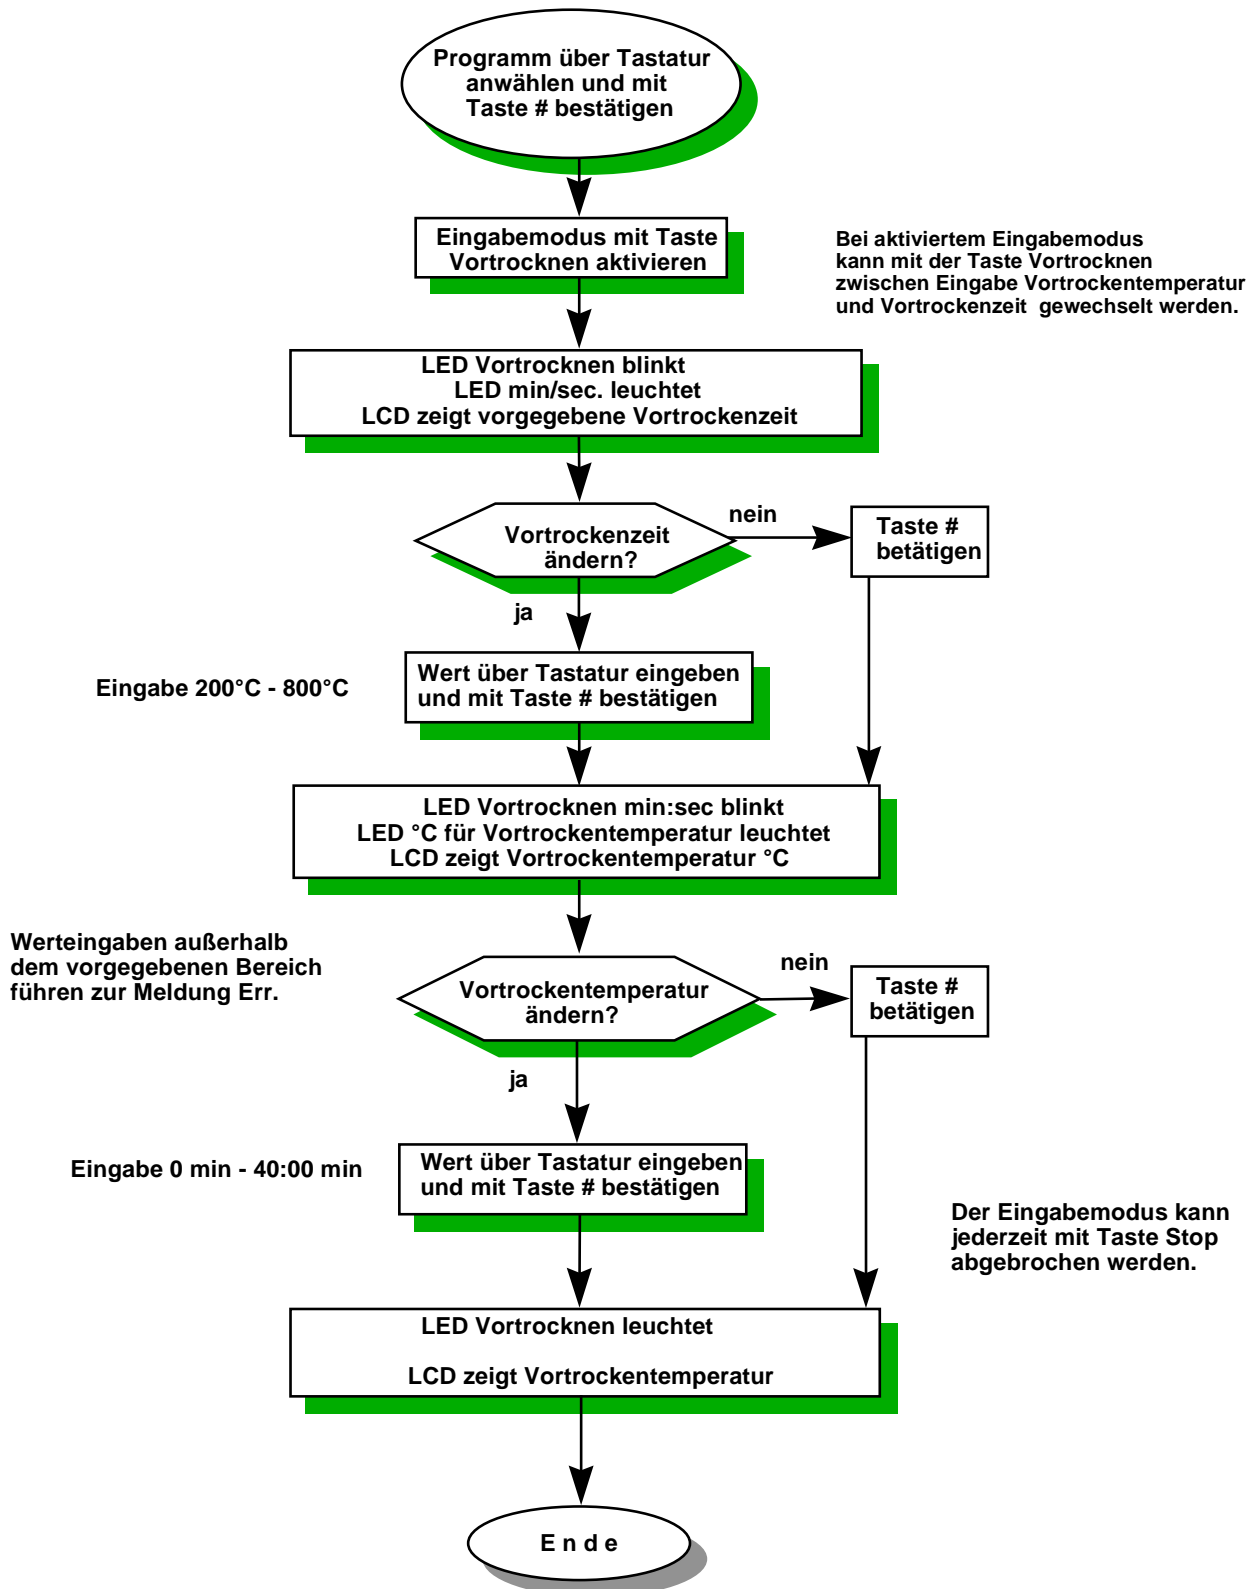 Programm über Tastatur
anwählen und mit
Taste # bestätigen
Eingabemodus mit Taste
Vortrocknen aktivieren
Bei aktiviertem Eingabemodus
kann mit der Taste Vortrocknen
zwischen Eingabe Vortrockentemperatur
und Vortrockenzeit gewechselt werden.
LED Vortrocknen blinkt
LED min/sec. leuchtet
LCD zeigt vorgegebene Vortrockenzeit
Vortrockenzeit
ändern?
nein
Taste #
betätigen
ja
Eingabe 200°C - 800°C
Wert über Tastatur eingeben
und mit Taste # bestätigen
LED Vortrocknen min:sec blinkt
LED °C für Vortrockentemperatur leuchtet
LCD zeigt Vortrockentemperatur °C
Werteingaben außerhalb
dem vorgegebenen Bereich
führen zur Meldung Err.
Vortrockentemperatur
ändern?
nein
Taste #
betätigen
ja
Eingabe 0 min - 40:00 min
Wert über Tastatur eingeben
und mit Taste # bestätigen
Der Eingabemodus kann
jederzeit mit Taste Stop
abgebrochen werden.
LED Vortrocknen leuchtet
LCD zeigt Vortrockentemperatur
E n d e